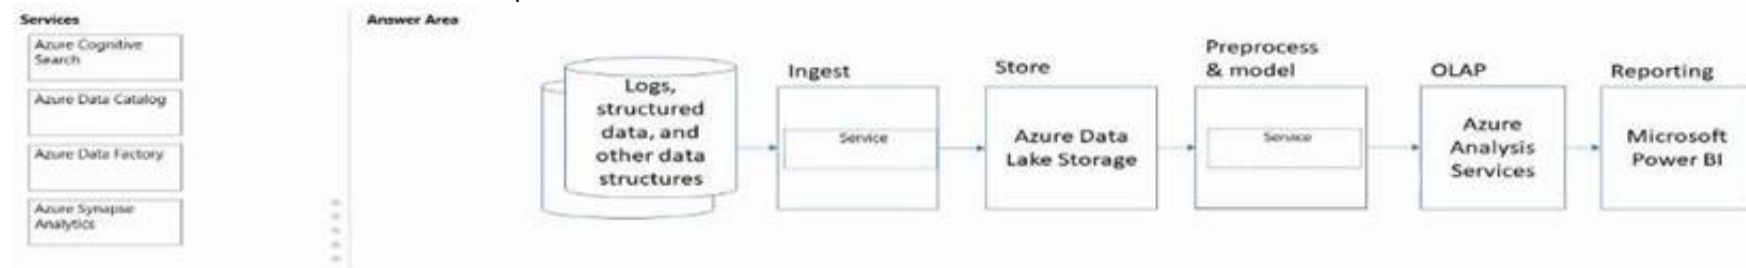 Services
Azure Cognitive
Search
Azure Data Catalog
Azure Data Factory
Azure Synapse
Analytics
Answer Area
Logs,
structured
data, and
other data
structures
Ingest
Service
Store
Azure Data
Lake Storage
Preprocess
& model
Service
OLAP
Azure
Analysis
Services
Reporting
Microsoft
Power BI